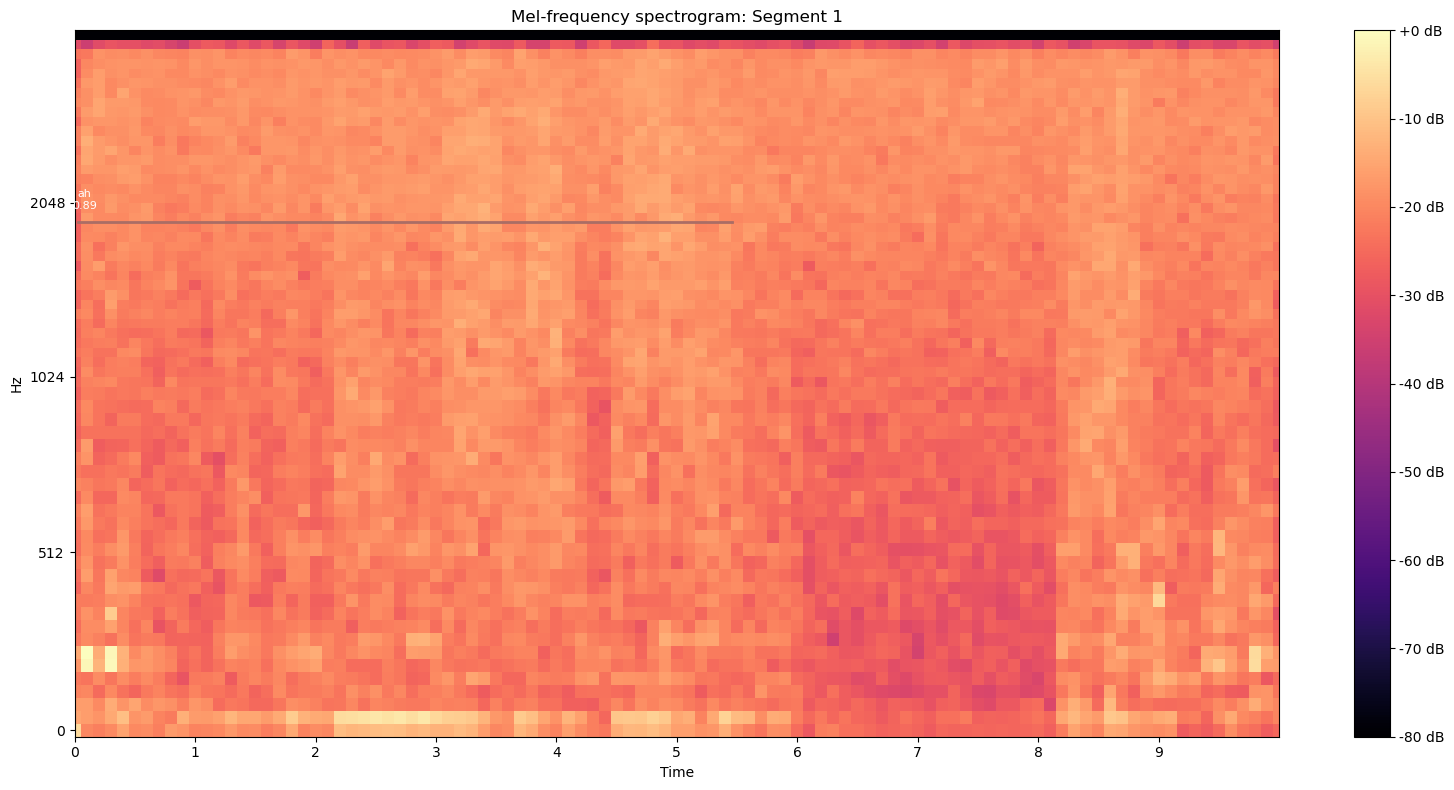 Mel-frequency spectrogram: Segment 1
+0 dB
-10 dB
-20 dB
-30 dB
-40 dB
-50 dB
-60 dB
-70 dB
-80 dB
Hz
2048
1024
512
0
ah
0.89
0 1 2 3 4 5 6 7 8 9
Time